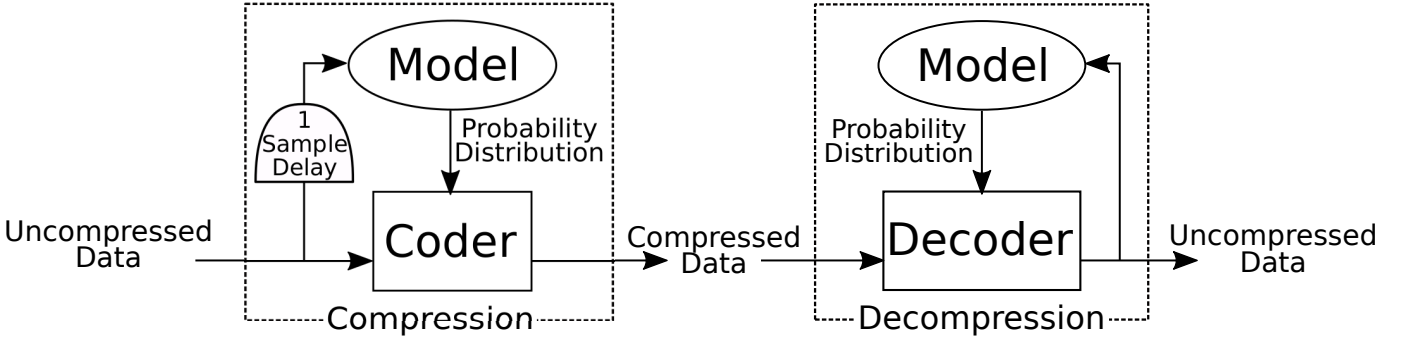 Model
1
Sample
Delay
Probability
Distribution
Uncompressed
Data
Coder
Compression
Compressed
Data
Model
Probability
Distribution
Decoder
Decompression
Uncompressed
Data